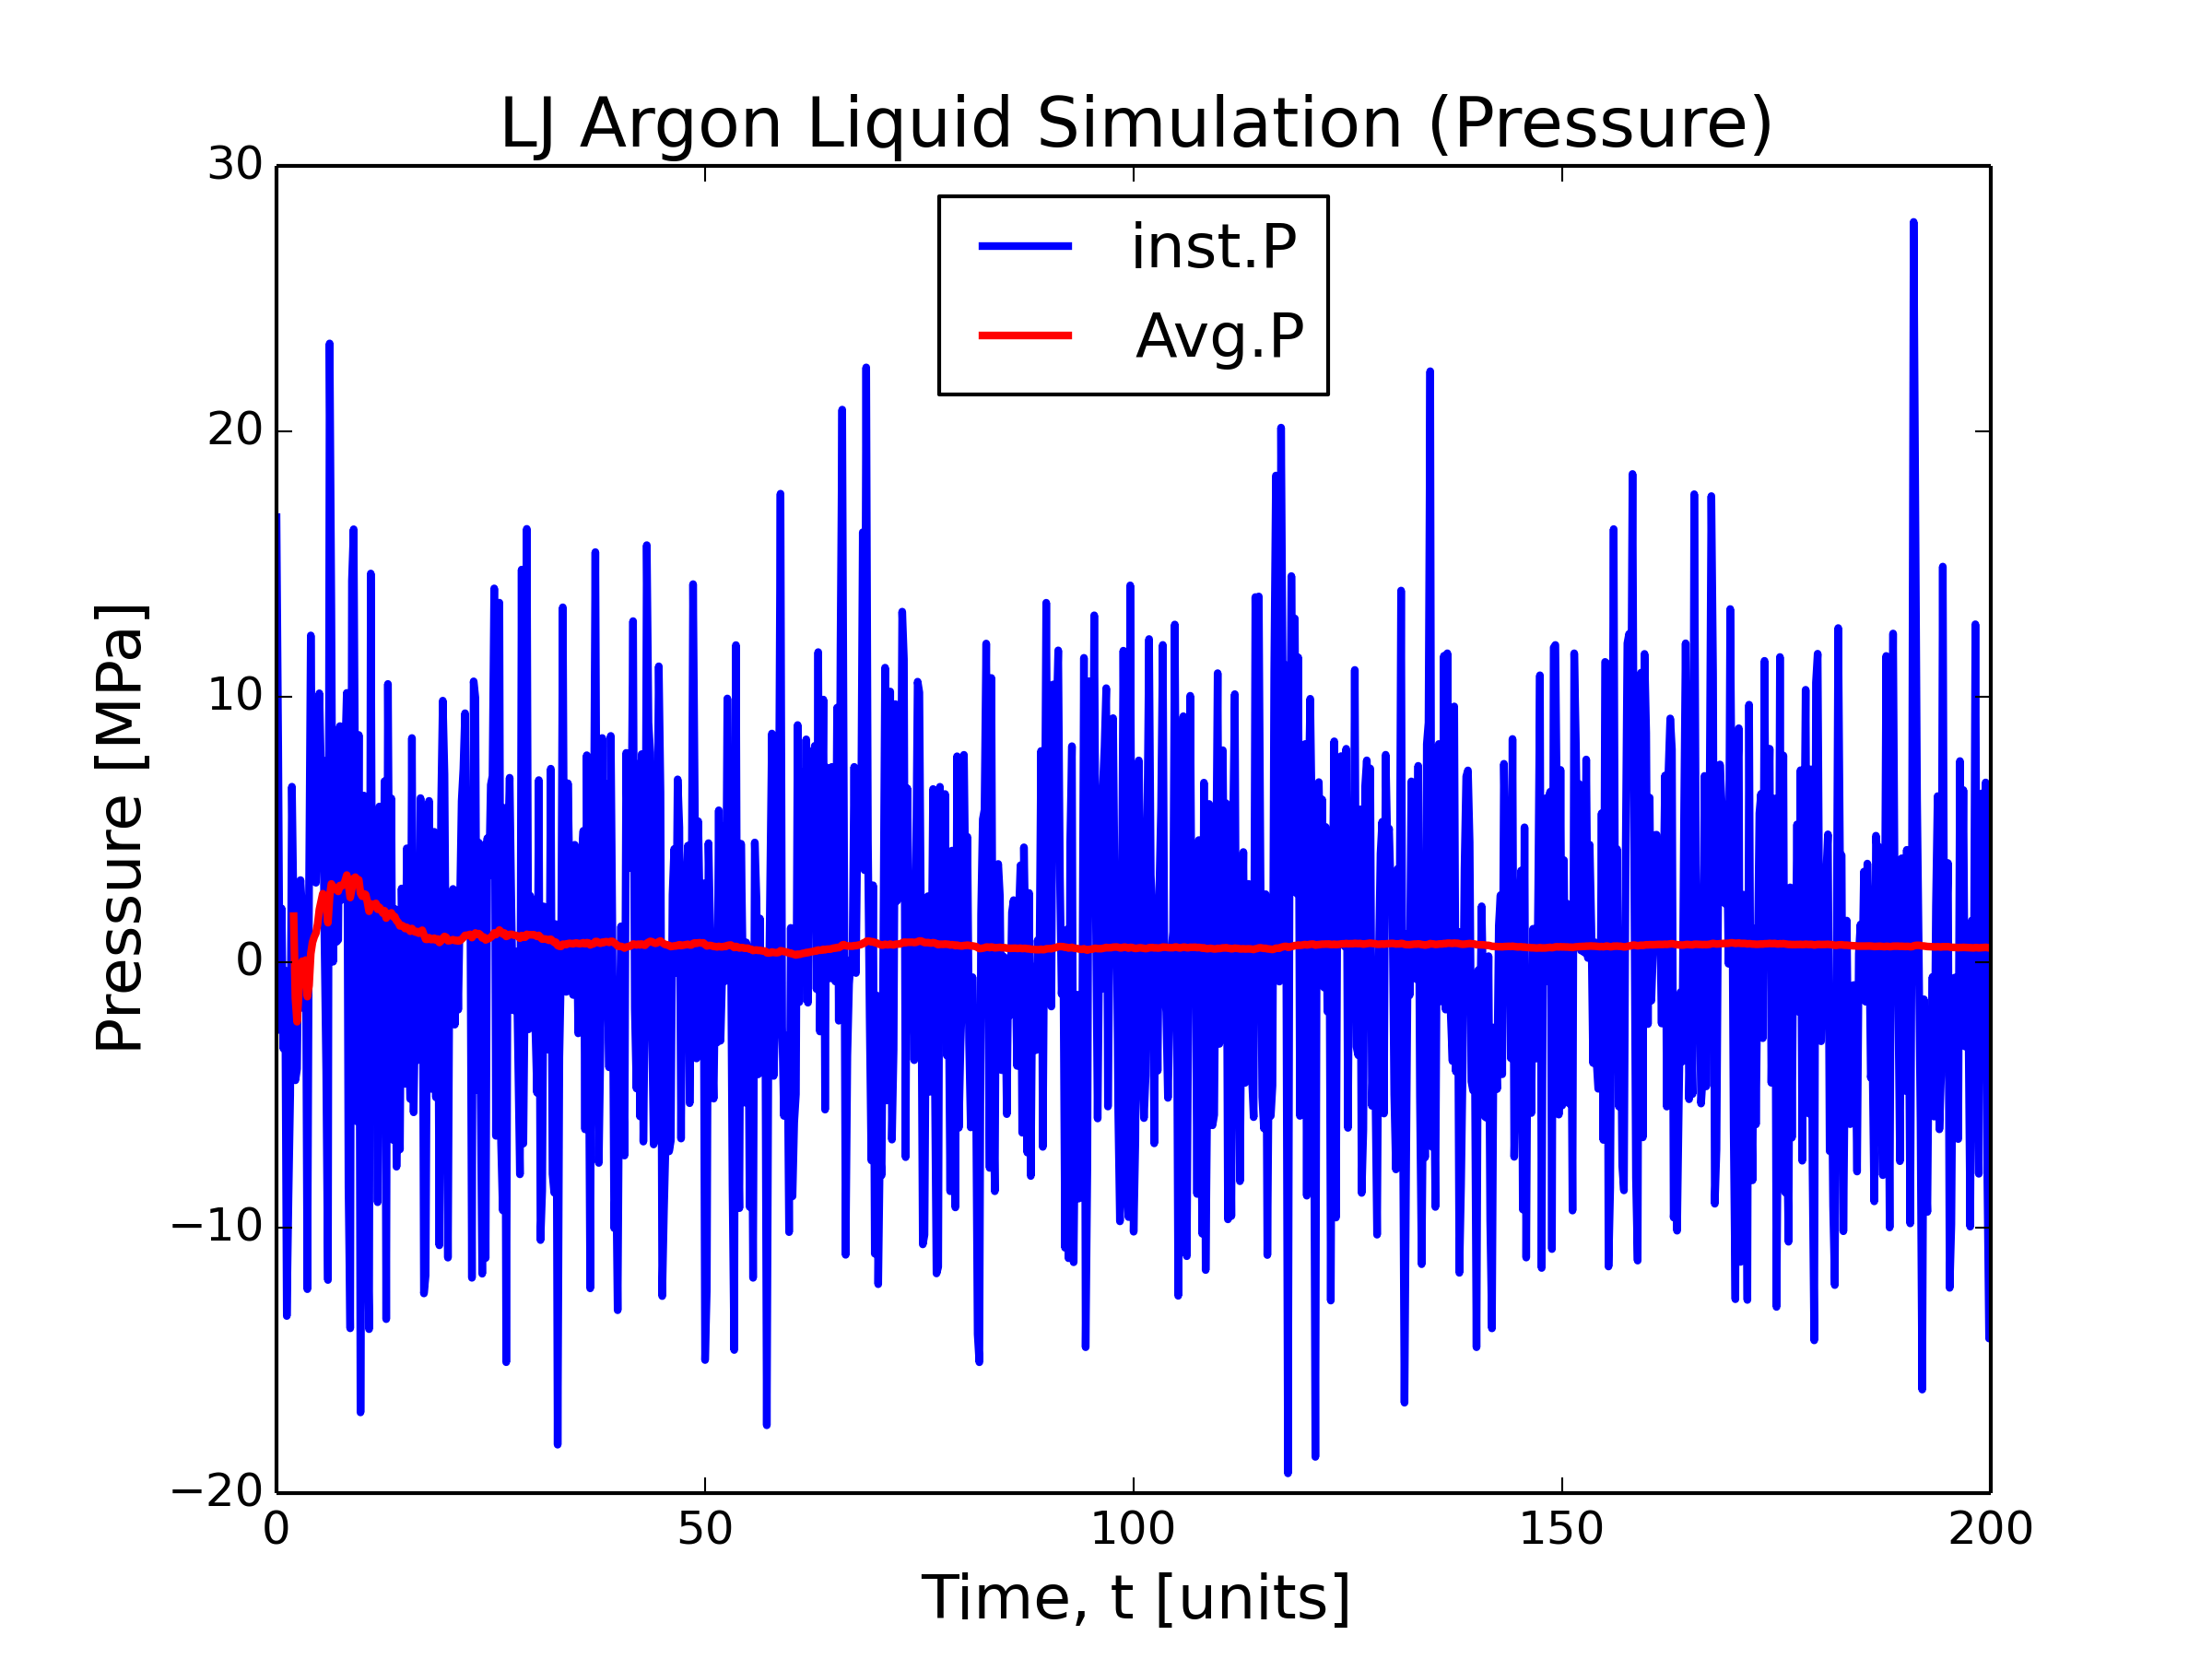 LJ Argon Liquid Simulation (Pressure)
30
20
10
0
−10
−20
Pressure [MPa]
inst.P
Avg.P
0 50 100 150 200
Time, t [units]